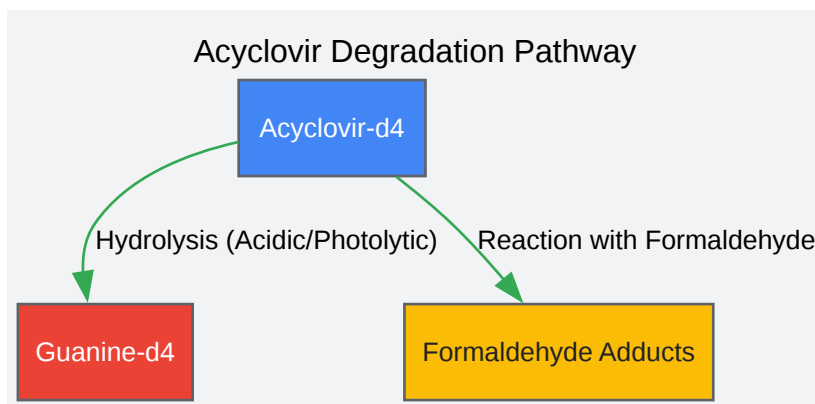 Acyclovir Degradation Pathway
Acyclovir-d4
Hydrolysis (Acidic/Photolytic)
Reaction with Formaldehyde
Guanine-d4
Formaldehyde Adducts